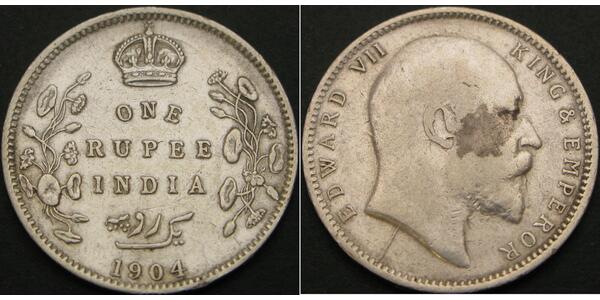 ONE
RUPEE
INDIA
یک روپیہ
1904
EDWARD VII KING & EMPEROR